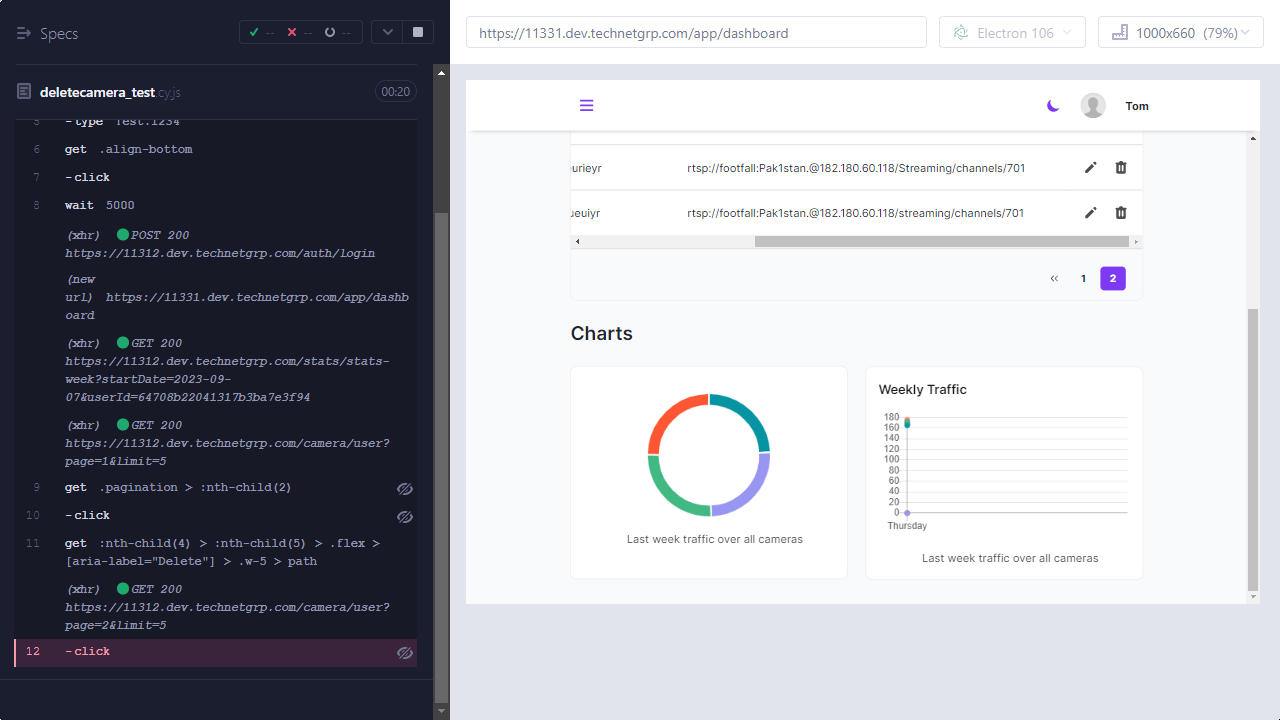 Specs
-- -- --
deletecamera_test.cy.js
00:20
5 -type Test.1234
6 get .align-bottom
7 -click
8 wait 5000
(xhr) POST 200
https://11312.dev.technetgrp.com/auth/login
(new
url) https://11331.dev.technetgrp.com/app/dashb
oard
(xhr) GET 200
https://11312.dev.technetgrp.com/stats/stats-
week?startDate=2023-09-
07&userId=64708b22041317b3ba7e3f94
(xhr) GET 200
https://11312.dev.technetgrp.com/camera/user?
page=1&limit=5
9 get .pagination > :nth-child(2)
10 -click
11 get :nth-child(4) > :nth-child(5) > .flex >
[aria-label="Delete"] > .w-5 > path
(xhr) GET 200
https://11312.dev.technetgrp.com/camera/user?
page=2&limit=5
12 -click
https://11331.dev.technetgrp.com/app/dashboard
Electron 106
1000x660 (79%)
Tom
urieyr rtsp://footfall:Pak1stan.@182.180.60.118/Streaming/channels/701
ueuiyr rtsp://footfall:Pak1stan.@182.180.60.118/streaming/channels/701
« 1 2
Charts
Last week traffic over all cameras
Weekly Traffic
180
160
140
120
100
80
60
40
20
0
Thursday
Last week traffic over all cameras